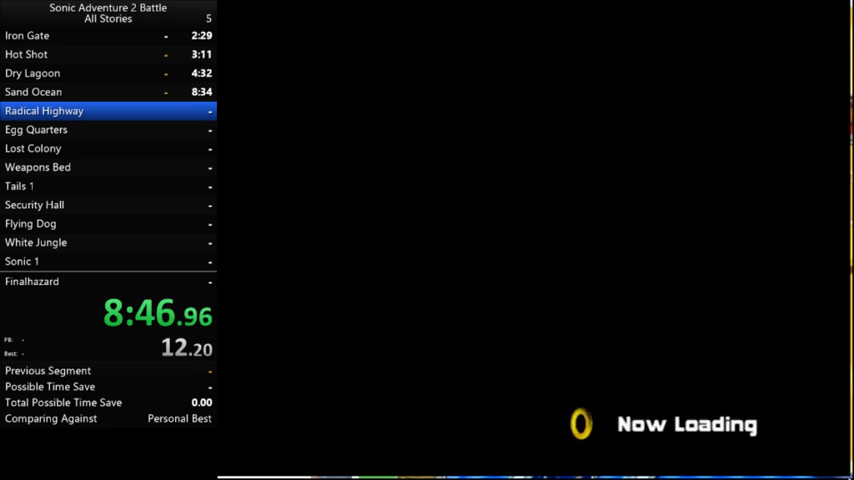 Sonic Adventure 2 Battle
All Stories 5
Iron Gate - 2:29
Hot Shot - 3:11
Dry Lagoon - 4:32
Sand Ocean - 8:34
Radical Highway -
Egg Quarters -
Lost Colony -
Weapons Bed -
Tails 1 -
Security Hall -
Flying Dog -
White Jungle -
Sonic 1 -
Finalhazard -
8:46.96
PB: -
Best: - 12.20
Previous Segment -
Possible Time Save -
Total Possible Time Save 0.00
Comparing Against Personal Best
Now Loading